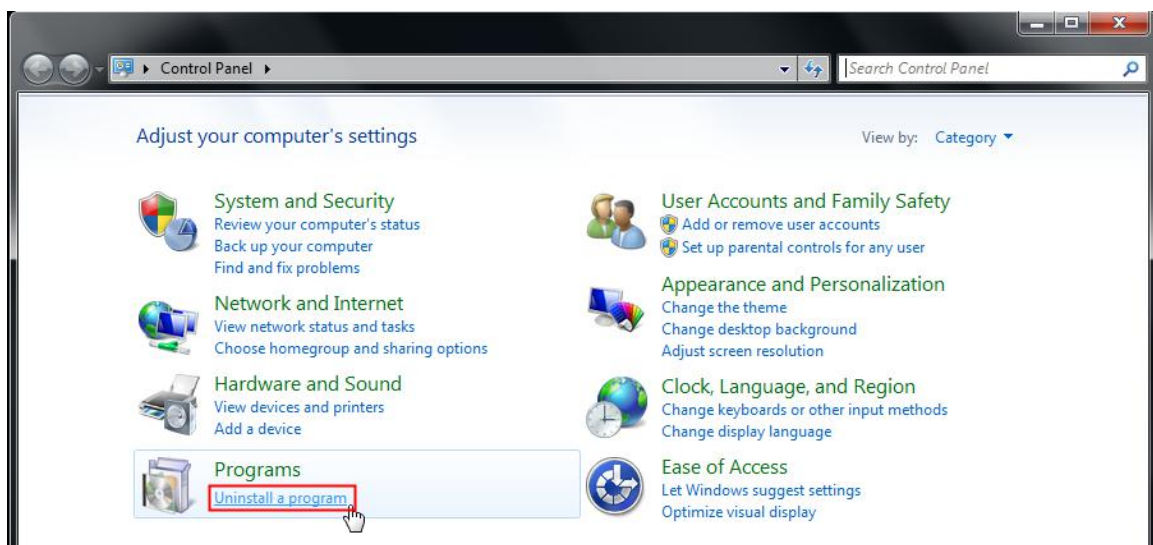 Control Panel
Search Control Panel
Adjust your computer's settings
View by: Category
System and Security
Review your computer's status
Back up your computer
Find and fix problems
Network and Internet
View network status and tasks
Choose homegroup and sharing options
Hardware and Sound
View devices and printers
Add a device
Programs
Uninstall a program
User Accounts and Family Safety
Add or remove user accounts
Set up parental controls for any user
Appearance and Personalization
Change the theme
Change desktop background
Adjust screen resolution
Clock, Language, and Region
Change keyboards or other input methods
Change display language
Ease of Access
Let Windows suggest settings
Optimize visual display